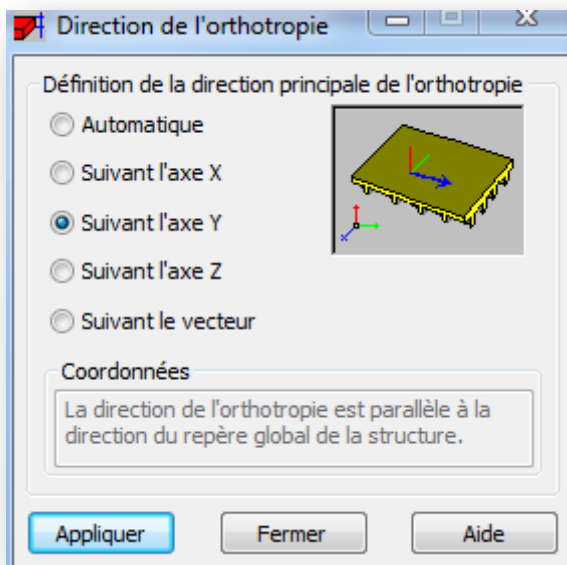 Direction de l'orthotropie
Définition de la direction principale de l'orthotropie
Automatique
Suivant l'axe X
Suivant l'axe Y
Suivant l'axe Z
Suivant le vecteur
Coordonnées
La direction de l'orthotropie est parallèle à la
direction du repère global de la structure.
Appliquer Fermer Aide